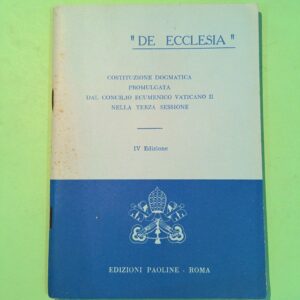 " DE ECCLESIA "
COSTITUZIONE DOGMATICA
PROMULGATA
DAL CONCILIO ECUMENICO VATICANO II
NELLA TERZA SESSIONE
IV Edizione
EDIZIONI PAOLINE - ROMA